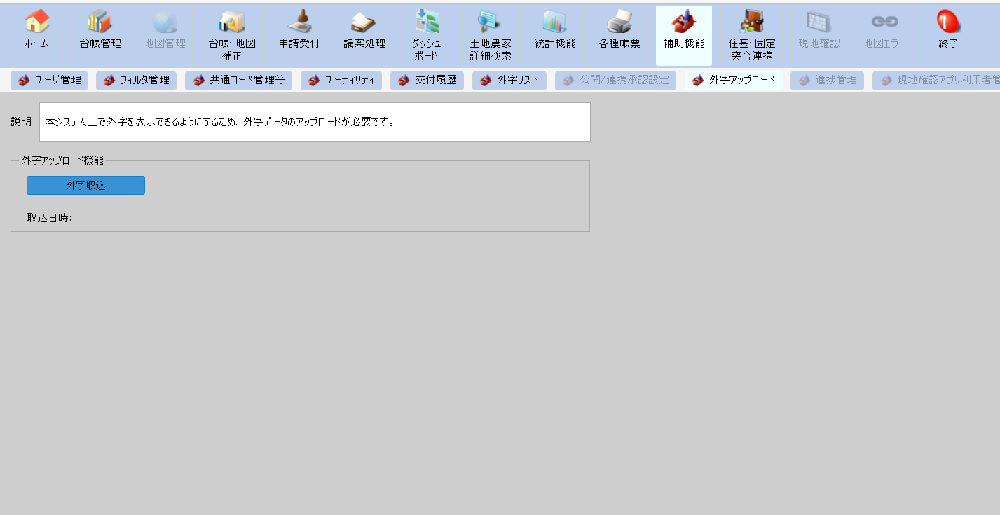 ホーム
台帳管理
地図管理
台帳・地図
補正
申請受付
議案処理
ダッシュ
ボード
土地農家
詳細検索
統計機能
各種帳票
補助機能
住基・固定
突合連携
現地確認
地図エラー
終了
ユーザ管理
フィルタ管理
共通コード管理等
ユーティリティ
交付履歴
外字リスト
公開/連携承認設定
外字アップロード
進捗管理
現地確認アプリ利用者管
説明
本システム上で外字を表示できるようにするため、外字データのアップロードが必要です。
外字アップロード機能
外字取込
取込日時: